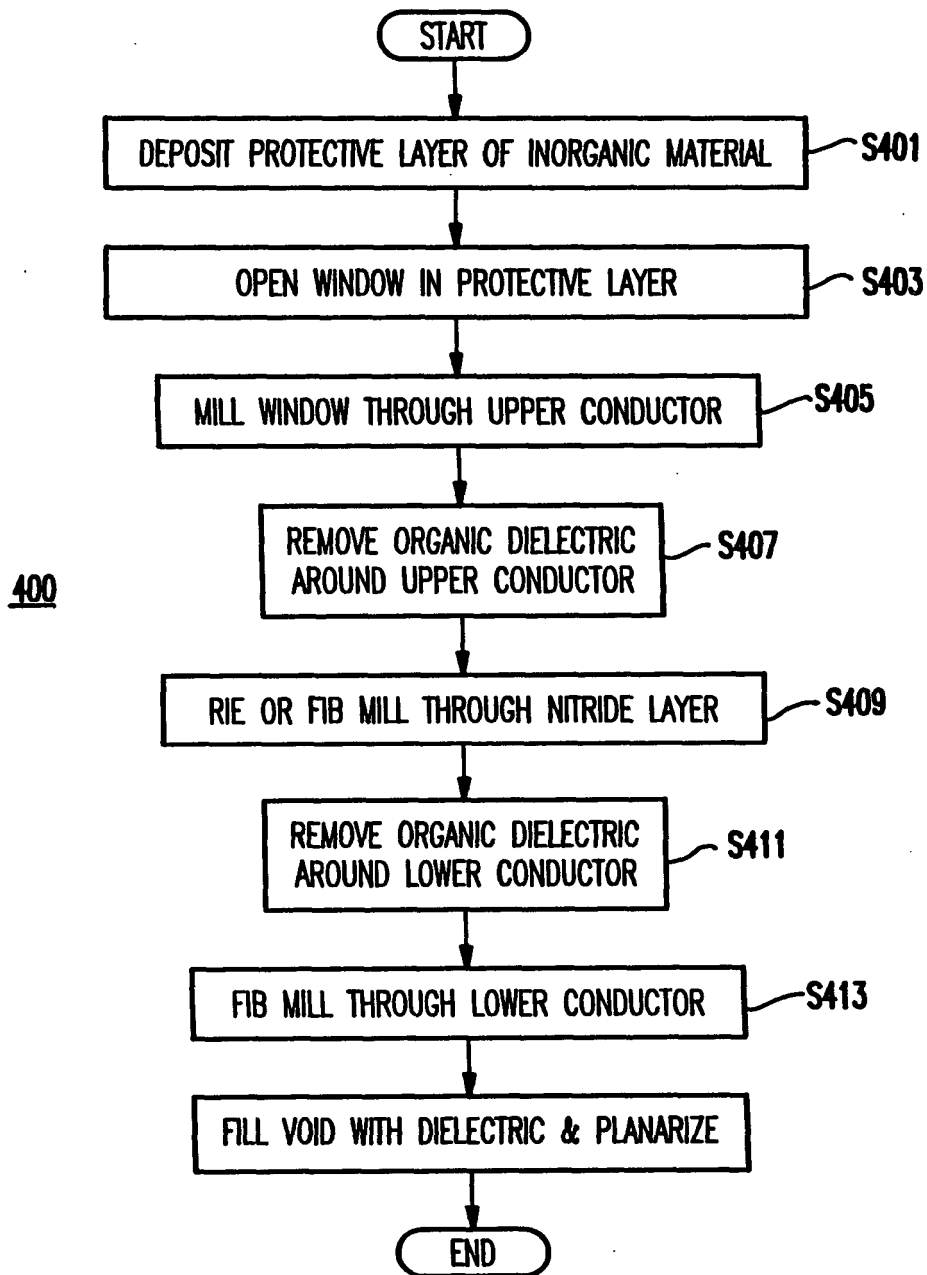 START
DEPOSIT PROTECTIVE LAYER OF INORGANIC MATERIAL
S401
OPEN WINDOW IN PROTECTIVE LAYER
S403
MILL WINDOW THROUGH UPPER CONDUCTOR
S405
REMOVE ORGANIC DIELECTRIC
AROUND UPPER CONDUCTOR
S407
400
RIE OR FIB MILL THROUGH NITRIDE LAYER
S409
REMOVE ORGANIC DIELECTRIC
AROUND LOWER CONDUCTOR
S411
FIB MILL THROUGH LOWER CONDUCTOR
S413
FILL VOID WITH DIELECTRIC & PLANARIZE
END